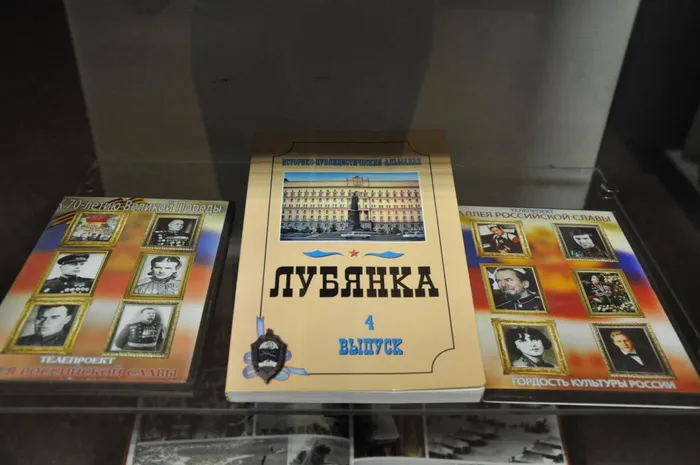 70-летию Великой Победы
ТЕЛЕПРОЕКТ
РОССИЙСКОЙ СЛАВЫ
ИСТОРИКО-ПУБЛИЦИСТИЧЕСКИЙ АЛЬМАНАХ
ЛУБЯНКА
4
ВЫПУСК
ТЕЛЕПРОЕКТ
АЛЛЕЯ РОССИЙСКОЙ СЛАВЫ
ГОРДОСТЬ КУЛЬТУРЫ РОССИИ